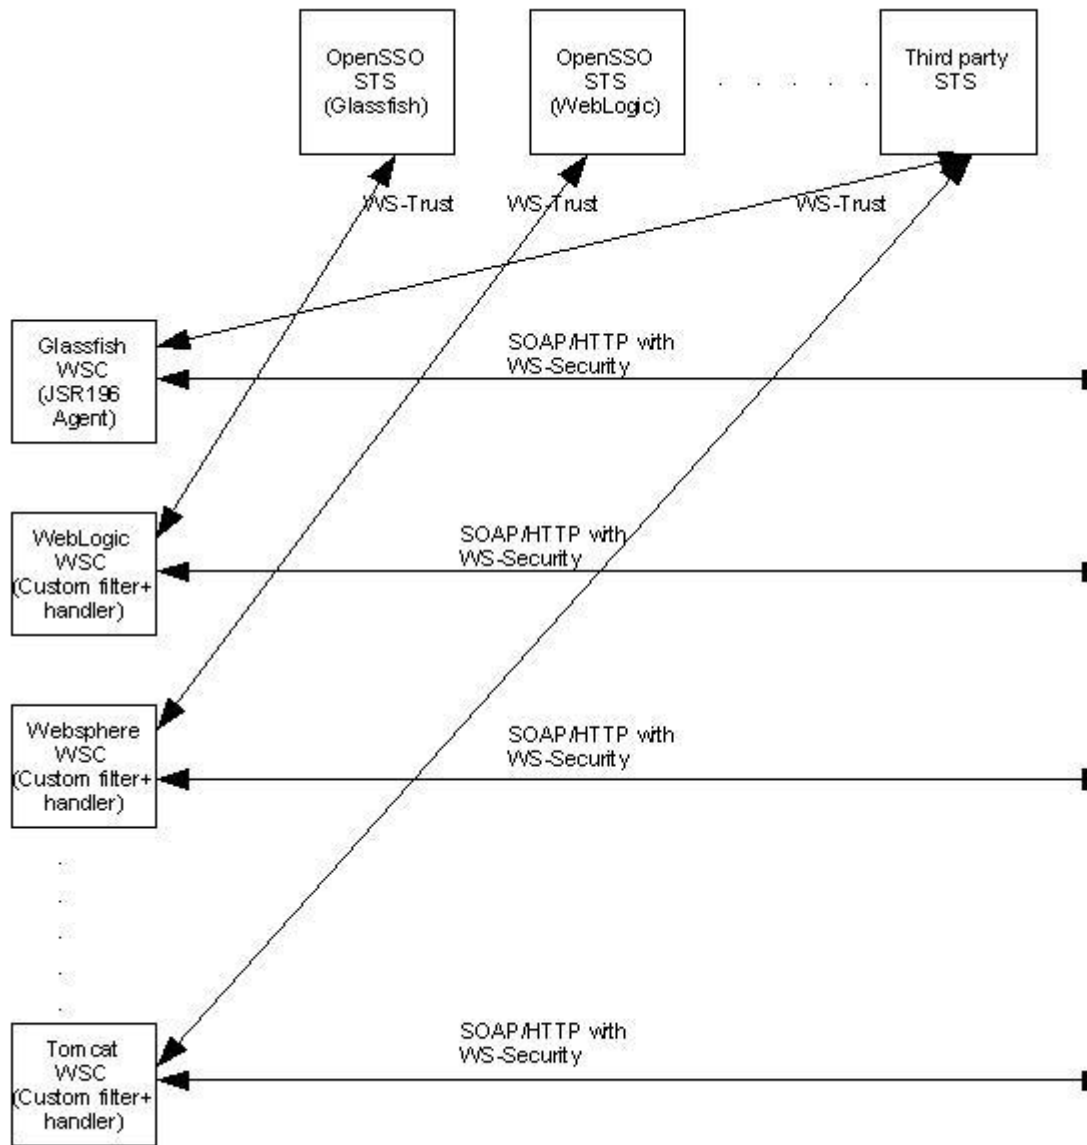 OpenSSO
STS
(Glassfish)
OpenSSO
STS
(WebLogic)
Third party
STS
WS-Trust
WS-Trust
WS-Trust
Glassfish
WSC
(JSR196
Agent)
SOAP/HTTP with
WS-Security
WebLogic
WSC
(Custom filter+
handler)
SOAP/HTTP with
WS-Security
Websphere
WSC
(Custom filter+
handler)
SOAP/HTTP with
WS-Security
Tomcat
WSC
(Custom filter+
handler)
SOAP/HTTP with
WS-Security